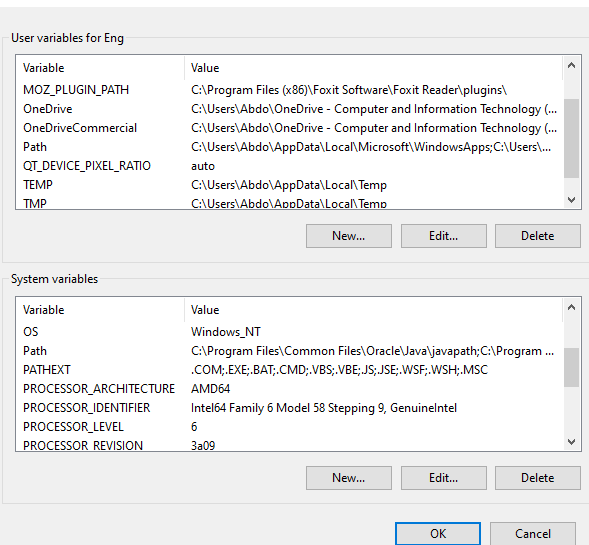 User variables for Eng
Variable Value
MOZ_PLUGIN_PATH C:\Program Files (x86)\Foxit Software\Foxit Reader\plugins\
OneDrive C:\Users\Abdo\OneDrive - Computer and Information Technology (...
OneDriveCommercial C:\Users\Abdo\OneDrive - Computer and Information Technology (...
Path C:\Users\Abdo\AppData\Local\Microsoft\WindowsApps;C:\Users\...
QT_DEVICE_PIXEL_RATIO auto
TEMP C:\Users\Abdo\AppData\Local\Temp
TMP C:\Users\Abdo\AppData\Local\Temp
New... Edit... Delete
System variables
Variable Value
OS Windows_NT
Path C:\Program Files\Common Files\Oracle\Java\javapath;C:\Program ...
PATHEXT .COM;.EXE;.BAT;.CMD;.VBS;.VBE;.JS;.JSE;.WSF;.WSH;.MSC
PROCESSOR_ARCHITECTURE AMD64
PROCESSOR_IDENTIFIER Intel64 Family 6 Model 58 Stepping 9, GenuineIntel
PROCESSOR_LEVEL 6
PROCESSOR_REVISION 3a09
New... Edit... Delete
OK Cancel